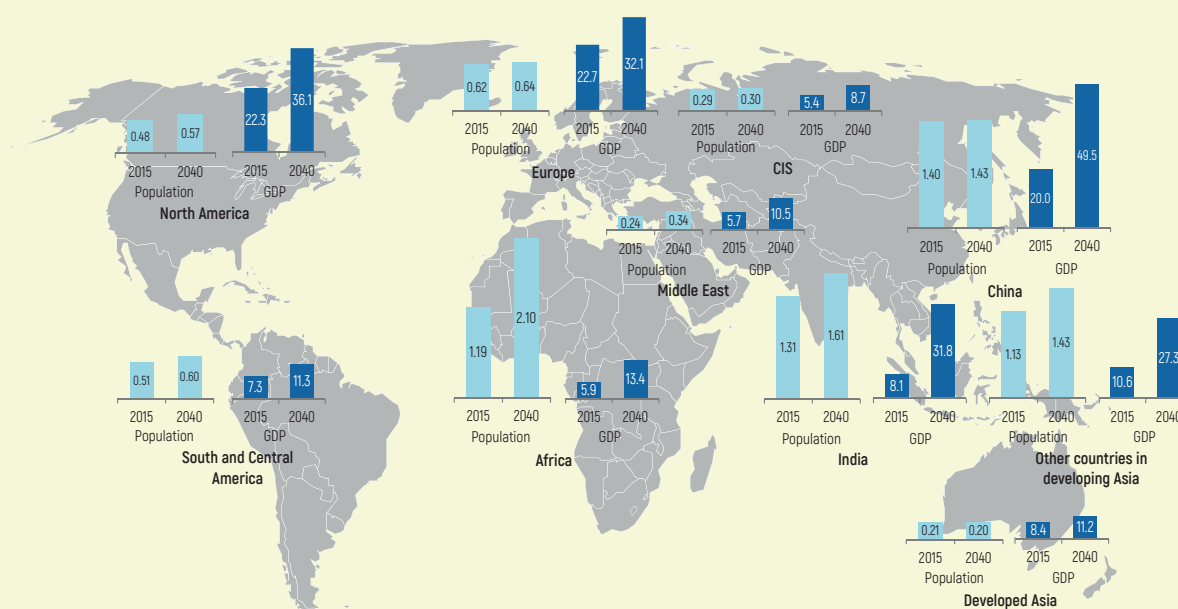 0.48
0.57
22.3
36.1
2015
2040
2015
2040
Population
GDP
North America
0.62
0.64
22.7
32.1
2015
2040
2015
2040
Population
GDP
Europe
0.29
0.30
5.4
8.7
2015
2040
2015
2040
Population
GDP
CIS
1.40
1.43
20.0
49.5
2015
2040
2015
2040
Population
GDP
China
0.24
0.34
5.7
10.5
2015
2040
2015
2040
Population
GDP
Middle East
0.51
0.60
7.3
11.3
2015
2040
2015
2040
Population
GDP
South and Central
America
1.19
2.10
5.9
13.4
2015
2040
2015
2040
Population
GDP
Africa
1.31
1.61
8.1
31.8
2015
2040
2015
2040
Population
GDP
India
1.13
1.43
10.6
27.3
2015
2040
2015
2040
Population
GDP
Other countries in
developing Asia
0.21
0.20
8.4
11.2
2015
2040
2015
2040
Population
GDP
Developed Asia